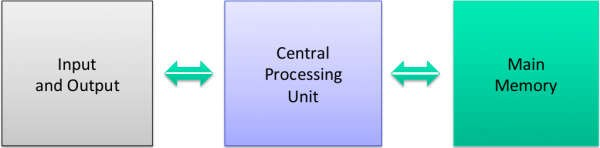 Input
and Output
Central
Processing
Unit
Main
Memory